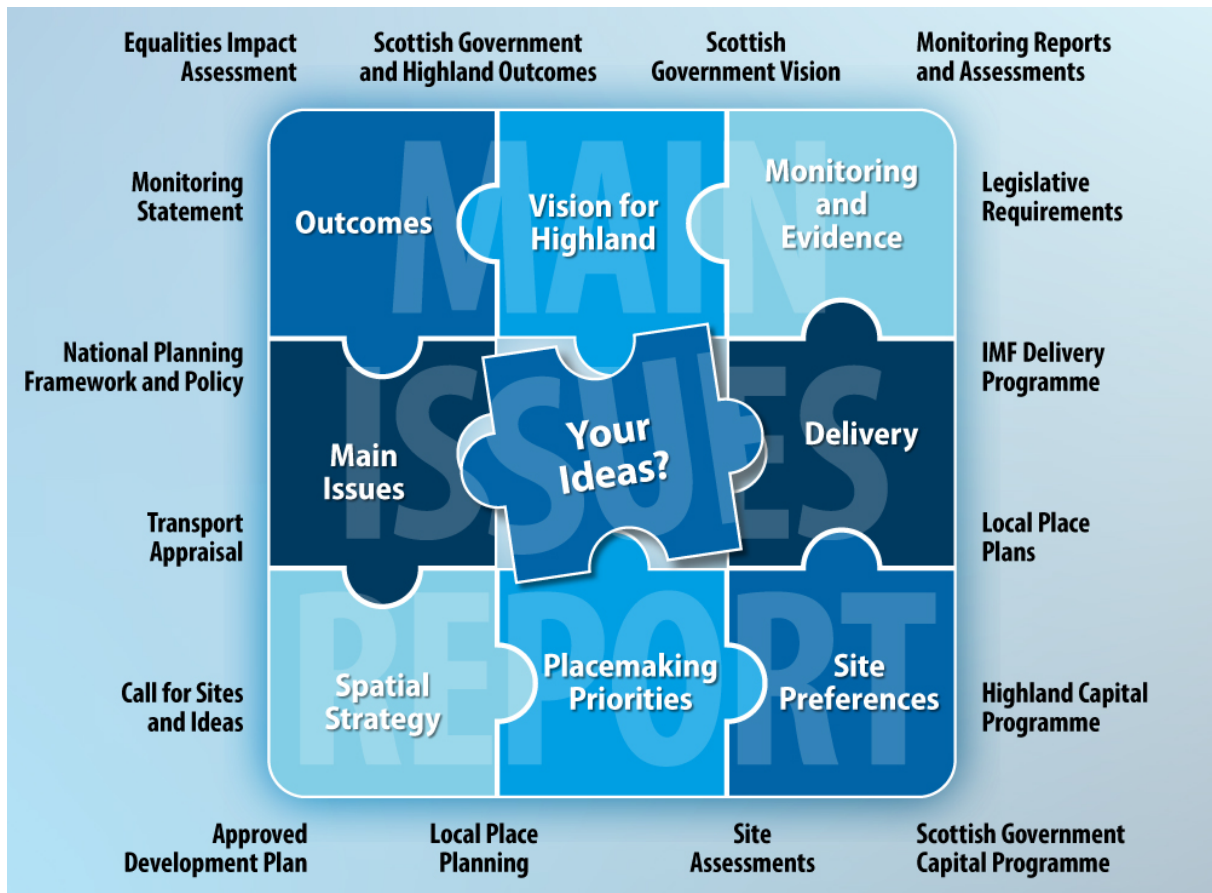 Equalities Impact
Assessment
Scottish Government
and Highland Outcomes
Scottish
Government Vision
Monitoring Reports
and Assessments
Monitoring
Statement
National Planning
Framework and Policy
Transport
Appraisal
Call for Sites
and Ideas
MAIN
ISSUES
REPORT
Outcomes
Vision for
Highland
Monitoring
and
Evidence
Main
Issues
Your
Ideas?
Delivery
Spatial
Strategy
Placemaking
Priorities
Site
Preferences
Legislative
Requirements
IMF Delivery
Programme
Local Place
Plans
Highland Capital
Programme
Approved
Development Plan
Local Place
Planning
Site
Assessments
Scottish Government
Capital Programme